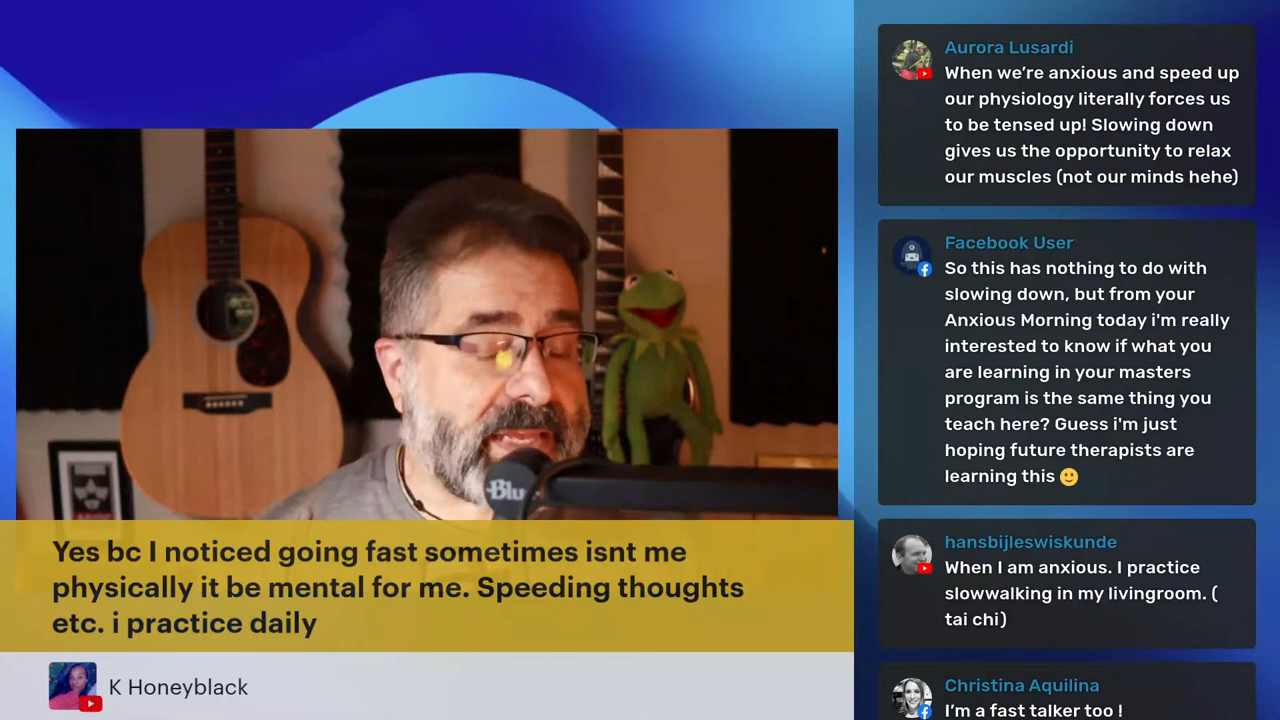 Blu
Yes bc I noticed going fast sometimes isnt me
physically it be mental for me. Speeding thoughts
etc. i practice daily
K Honeyblack
Aurora Lusardi
When we’re anxious and speed up
our physiology literally forces us
to be tensed up! Slowing down
gives us the opportunity to relax
our muscles (not our minds hehe)
Facebook User
So this has nothing to do with
slowing down, but from your
Anxious Morning today i'm really
interested to know if what you
are learning in your masters
program is the same thing you
teach here? Guess i'm just
hoping future therapists are
learning this 🙂
hansbijleswiskunde
When I am anxious. I practice
slowwalking in my livingroom. (
tai chi)
Christina Aquilina
I’m a fast talker too !